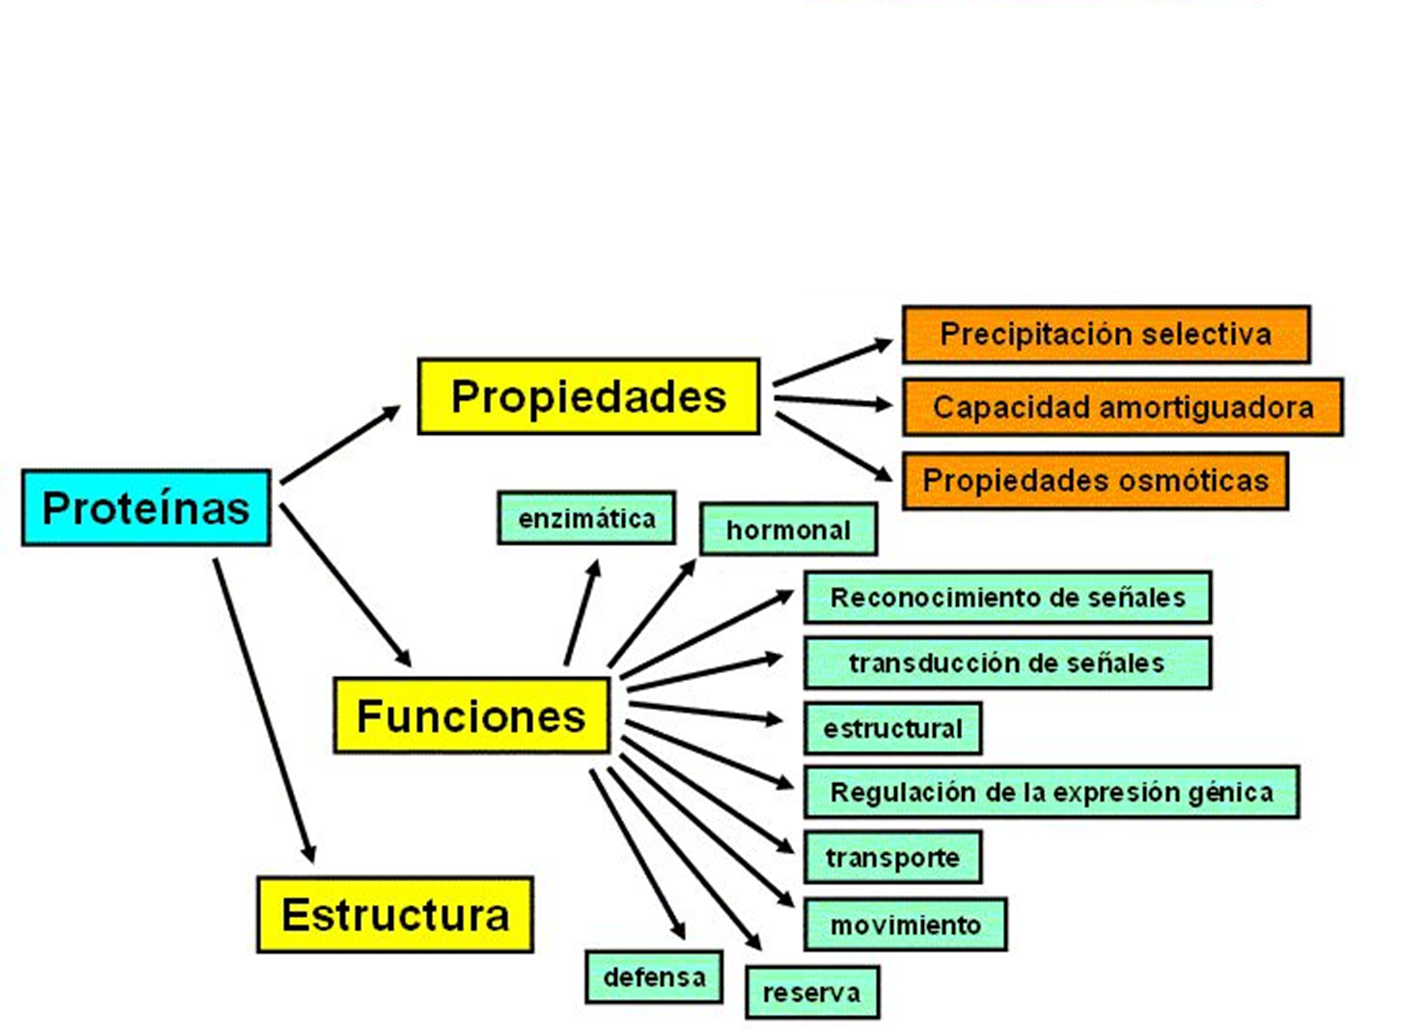 Precipitación selectiva
Propiedades
Capacidad amortiguadora
Propiedades osmóticas
Proteínas
enzimática
hormonal
Reconocimiento de señales
transducción de señales
Funciones
estructural
Regulación de la expresión génica
transporte
Estructura
movimiento
defensa
reserva